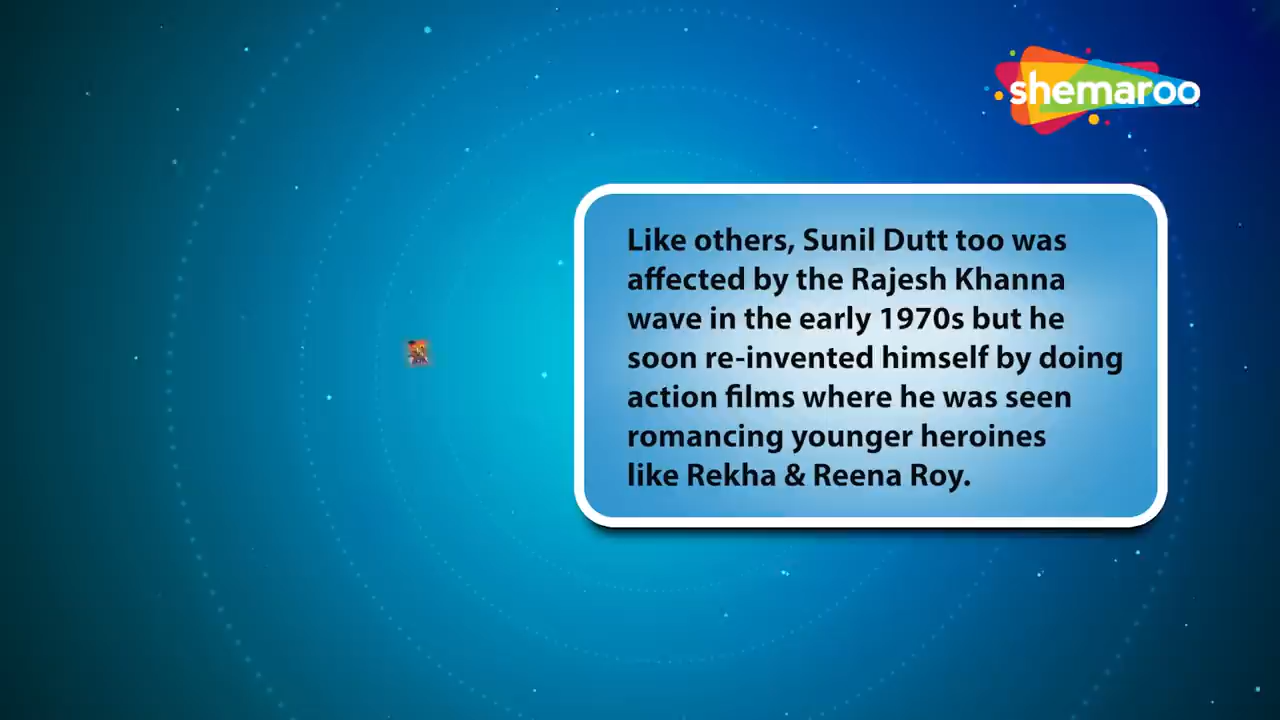 shemaroo
Like others, Sunil Dutt too was
affected by the Rajesh Khanna
wave in the early 1970s but he
soon re-invented himself by doing
action films where he was seen
romancing younger heroines
like Rekha & Reena Roy.